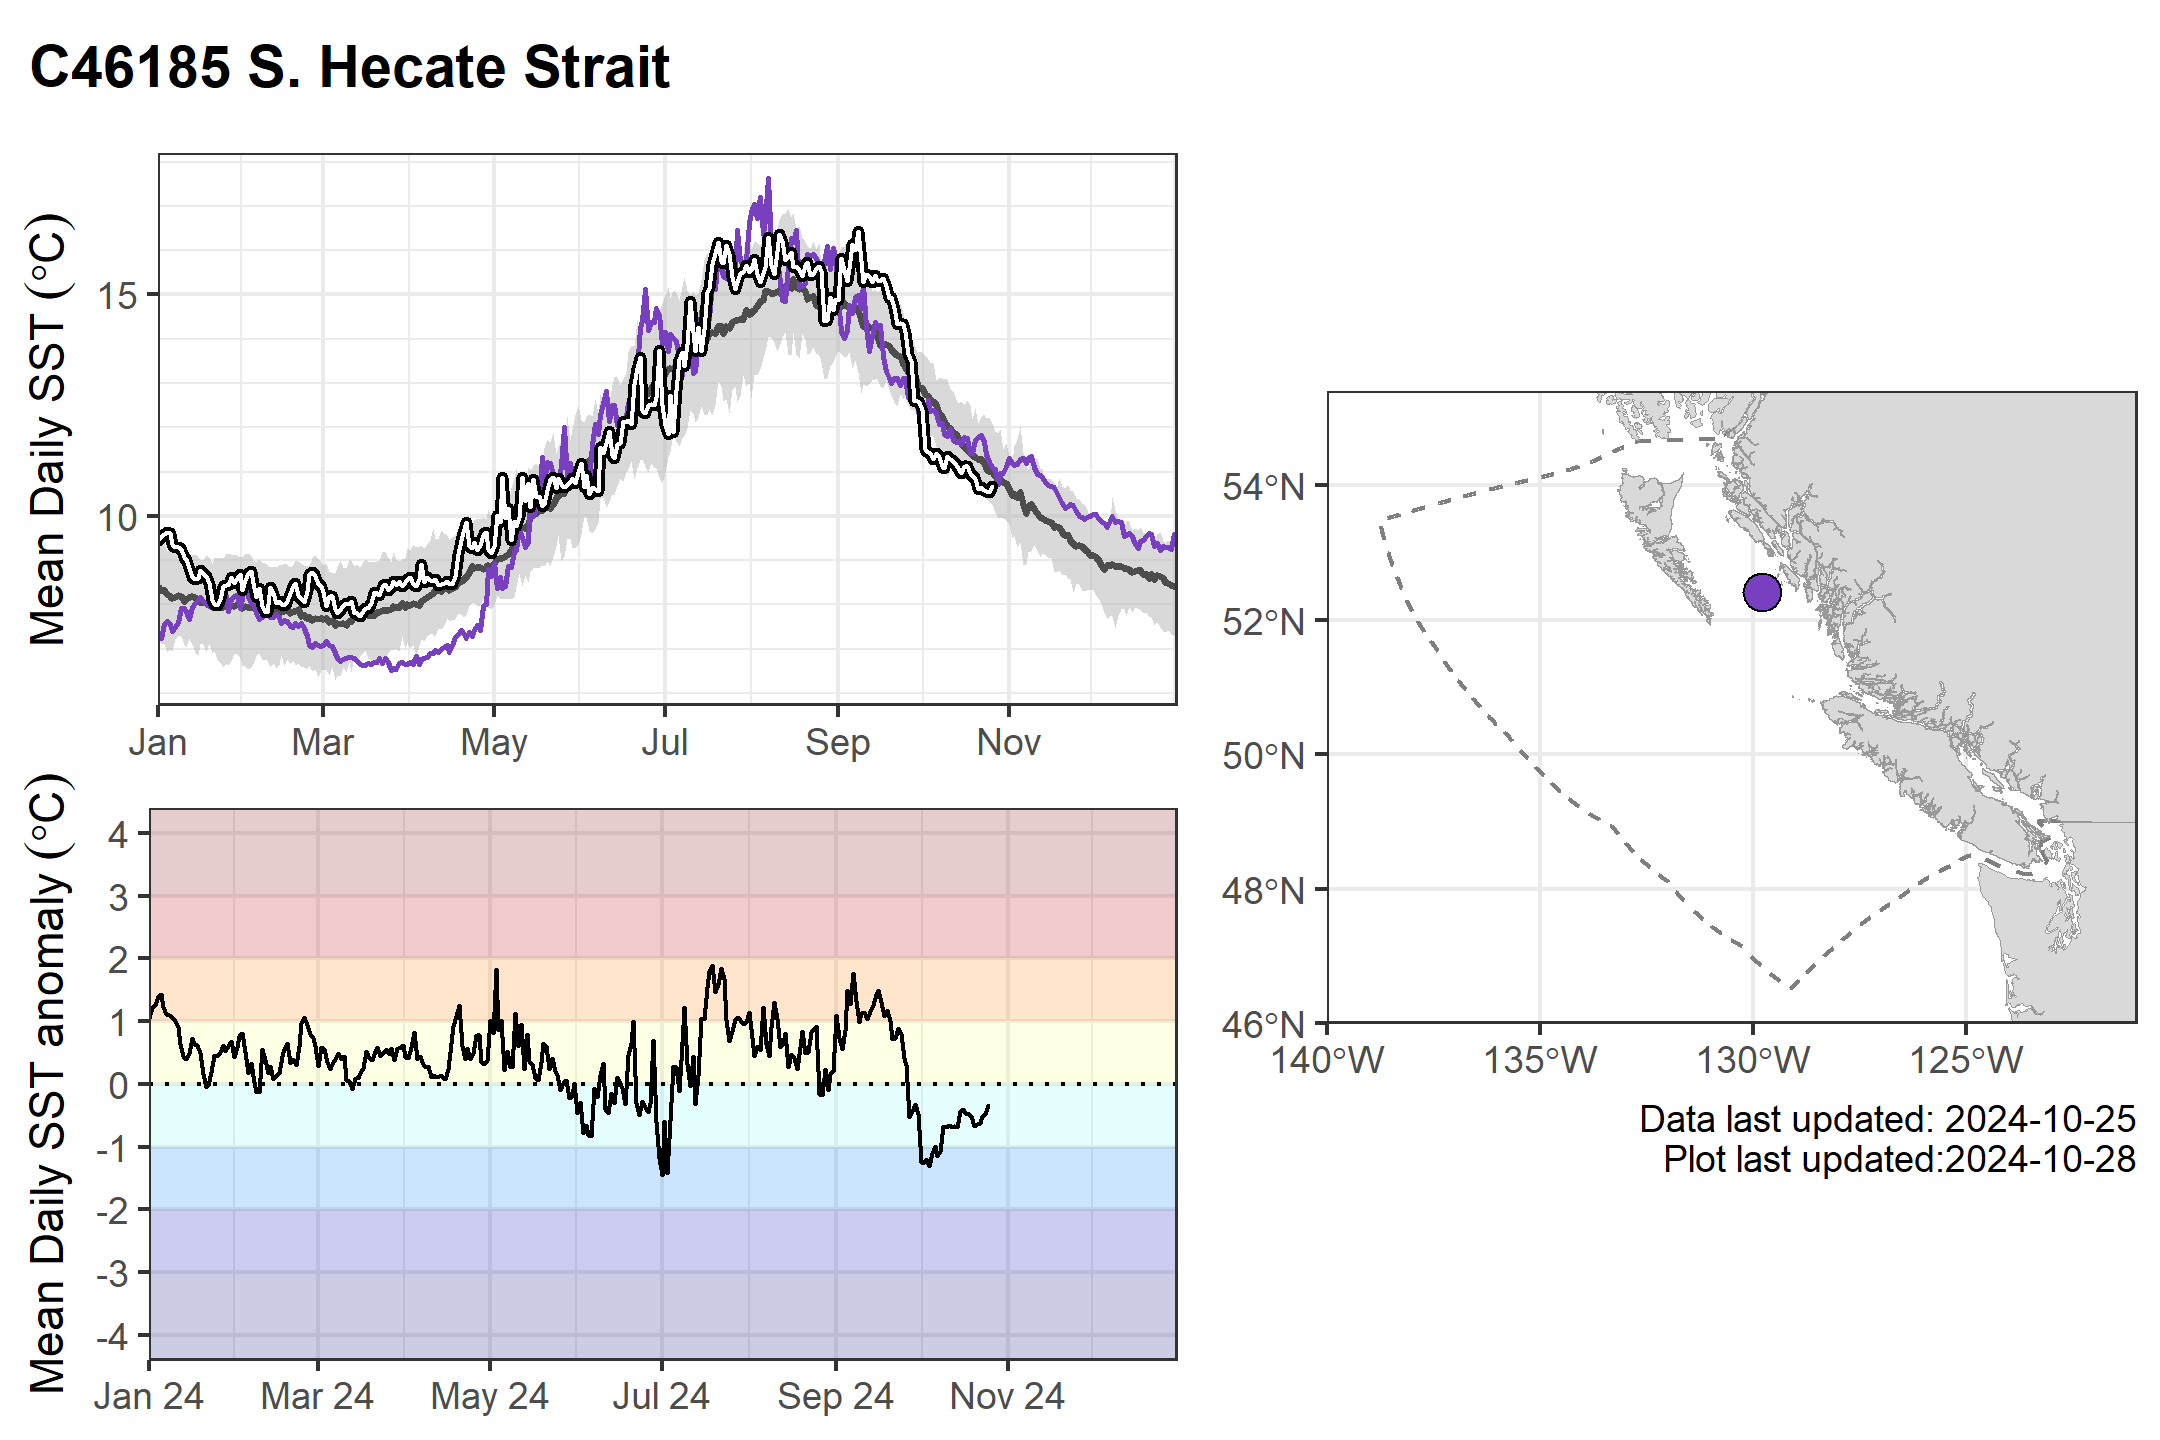 C46185 S. Hecate Strait
Mean Daily SST (°C)
15
10
Jan Mar May Jul Sep Nov
Mean Daily SST anomaly (°C)
4
3
2
1
0
-1
-2
-3
-4
Jan 24 Mar 24 May 24 Jul 24 Sep 24 Nov 24
54°N
52°N
50°N
48°N
46°N
140°W 135°W 130°W 125°W
Data last updated: 2024-10-25
Plot last updated:2024-10-28